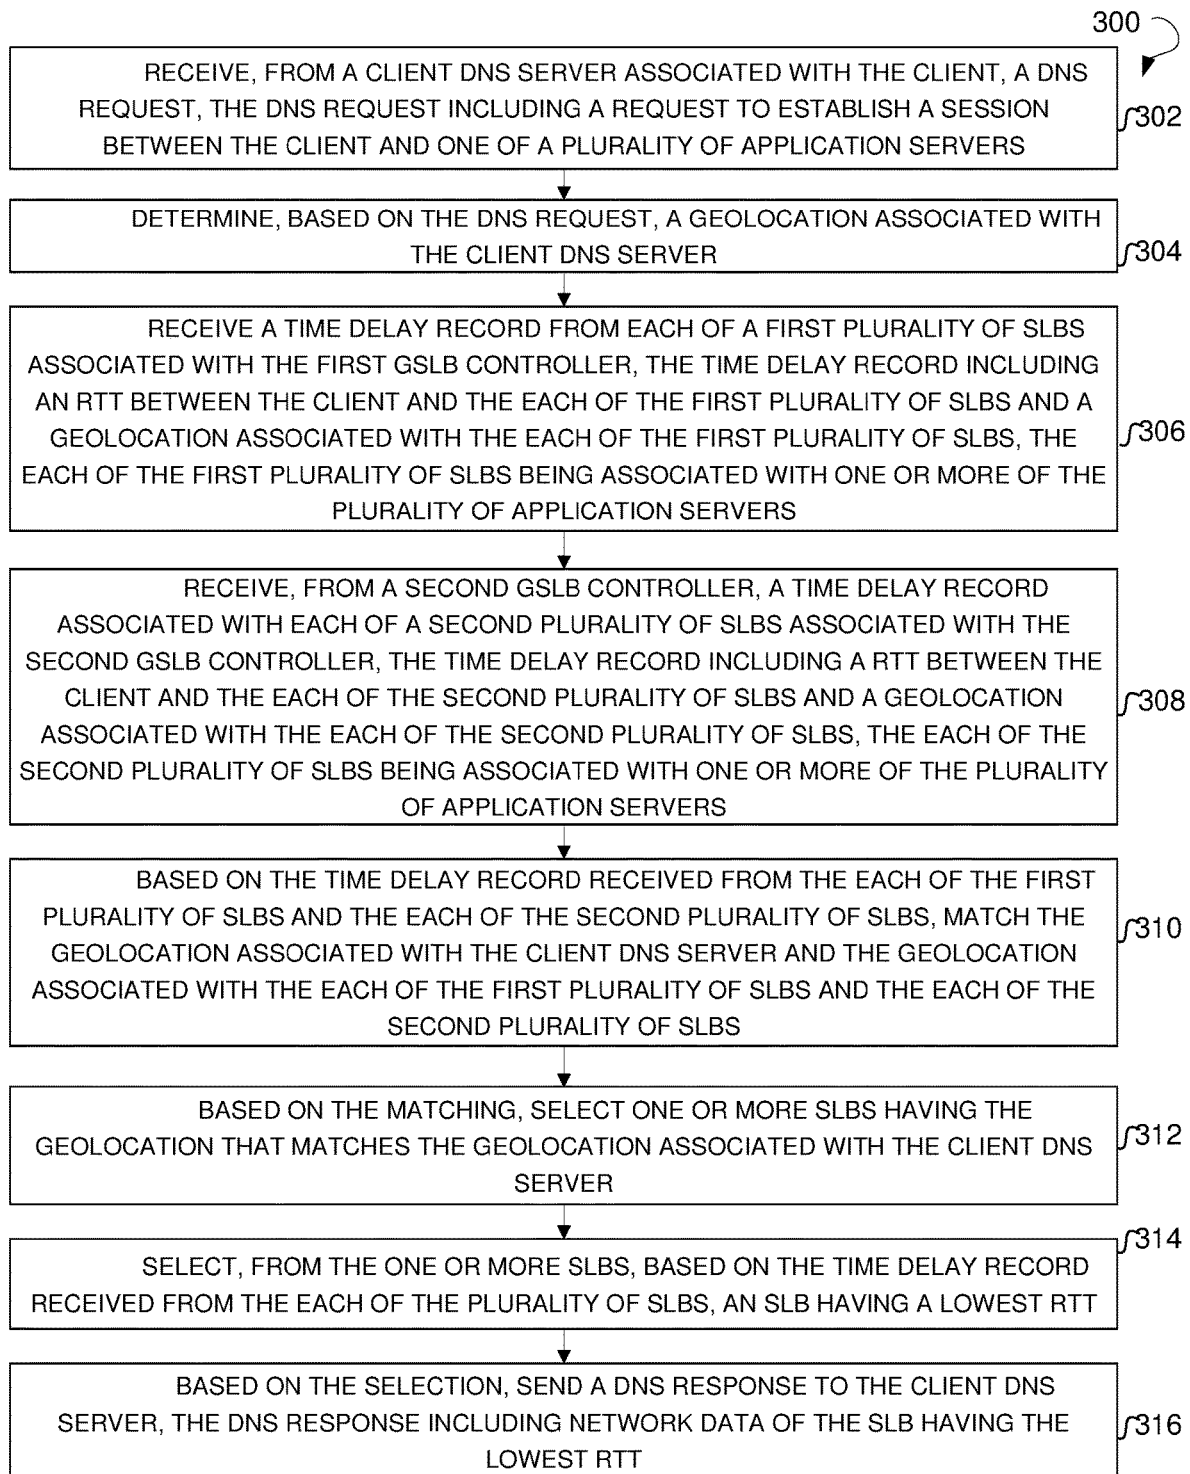 300
RECEIVE, FROM A CLIENT DNS SERVER ASSOCIATED WITH THE CLIENT, A DNS
REQUEST, THE DNS REQUEST INCLUDING A REQUEST TO ESTABLISH A SESSION
BETWEEN THE CLIENT AND ONE OF A PLURALITY OF APPLICATION SERVERS
302
DETERMINE, BASED ON THE DNS REQUEST, A GEOLOCATION ASSOCIATED WITH
THE CLIENT DNS SERVER
304
RECEIVE A TIME DELAY RECORD FROM EACH OF A FIRST PLURALITY OF SLBS
ASSOCIATED WITH THE FIRST GSLB CONTROLLER, THE TIME DELAY RECORD INCLUDING
AN RTT BETWEEN THE CLIENT AND THE EACH OF THE FIRST PLURALITY OF SLBS AND A
GEOLOCATION ASSOCIATED WITH THE EACH OF THE FIRST PLURALITY OF SLBS, THE
EACH OF THE FIRST PLURALITY OF SLBS BEING ASSOCIATED WITH ONE OR MORE OF THE
PLURALITY OF APPLICATION SERVERS
306
RECEIVE, FROM A SECOND GSLB CONTROLLER, A TIME DELAY RECORD
ASSOCIATED WITH EACH OF A SECOND PLURALITY OF SLBS ASSOCIATED WITH THE
SECOND GSLB CONTROLLER, THE TIME DELAY RECORD INCLUDING A RTT BETWEEN THE
CLIENT AND THE EACH OF THE SECOND PLURALITY OF SLBS AND A GEOLOCATION
ASSOCIATED WITH THE EACH OF THE SECOND PLURALITY OF SLBS, THE EACH OF THE
SECOND PLURALITY OF SLBS BEING ASSOCIATED WITH ONE OR MORE OF THE PLURALITY
OF APPLICATION SERVERS
308
BASED ON THE TIME DELAY RECORD RECEIVED FROM THE EACH OF THE FIRST
PLURALITY OF SLBS AND THE EACH OF THE SECOND PLURALITY OF SLBS, MATCH THE
GEOLOCATION ASSOCIATED WITH THE CLIENT DNS SERVER AND THE GEOLOCATION
ASSOCIATED WITH THE EACH OF THE FIRST PLURALITY OF SLBS AND THE EACH OF THE
SECOND PLURALITY OF SLBS
310
BASED ON THE MATCHING, SELECT ONE OR MORE SLBS HAVING THE
GEOLOCATION THAT MATCHES THE GEOLOCATION ASSOCIATED WITH THE CLIENT DNS
SERVER
312
SELECT, FROM THE ONE OR MORE SLBS, BASED ON THE TIME DELAY RECORD
RECEIVED FROM THE EACH OF THE PLURALITY OF SLBS, AN SLB HAVING A LOWEST RTT
314
BASED ON THE SELECTION, SEND A DNS RESPONSE TO THE CLIENT DNS
SERVER, THE DNS RESPONSE INCLUDING NETWORK DATA OF THE SLB HAVING THE
LOWEST RTT
316